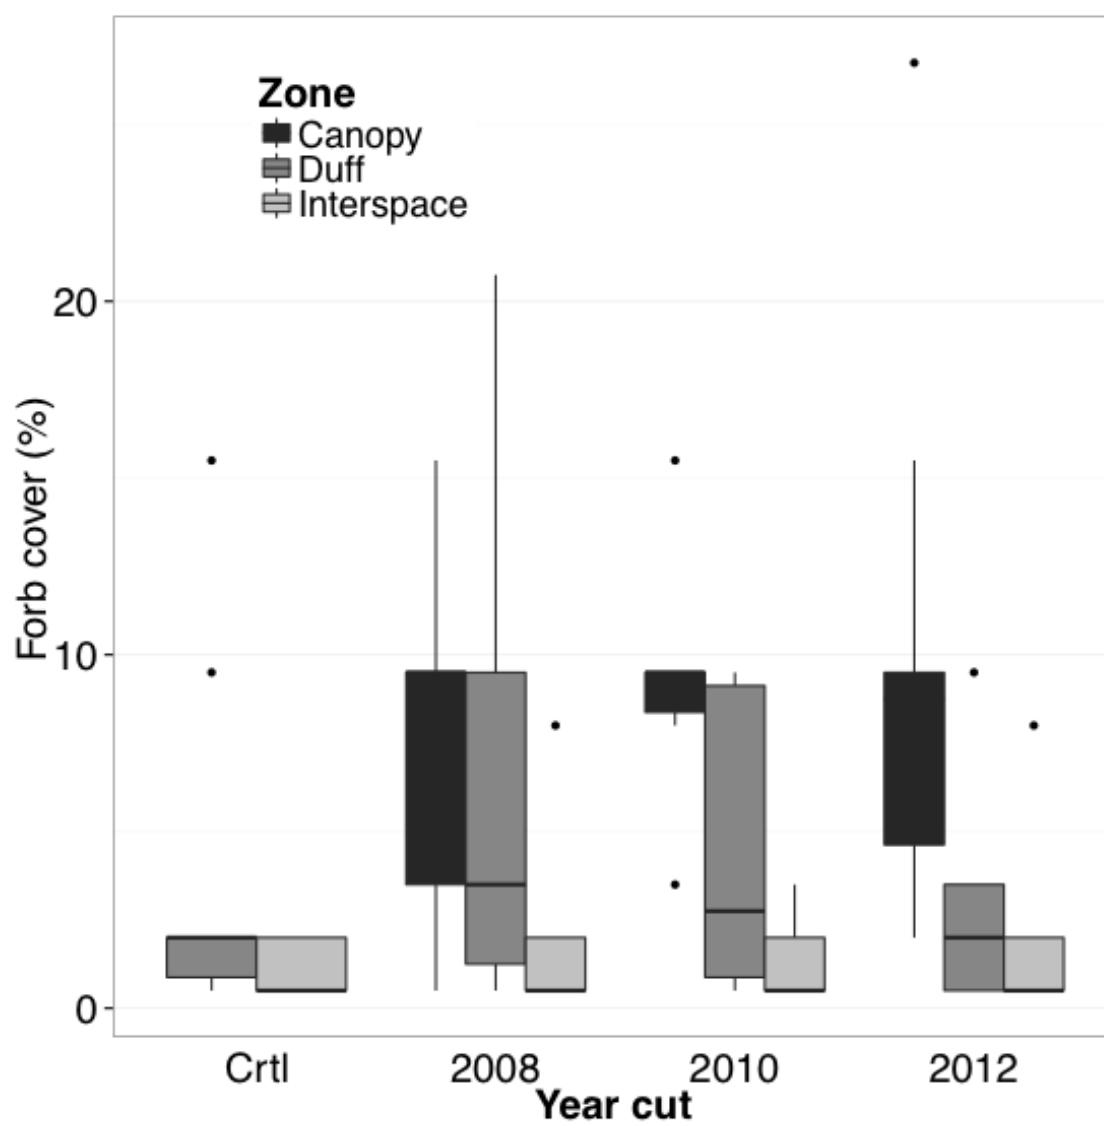 Zone
Canopy
Duff
Interspace
20
10
0
Forb cover (%)
Crtl 2008 2010 2012
Year cut